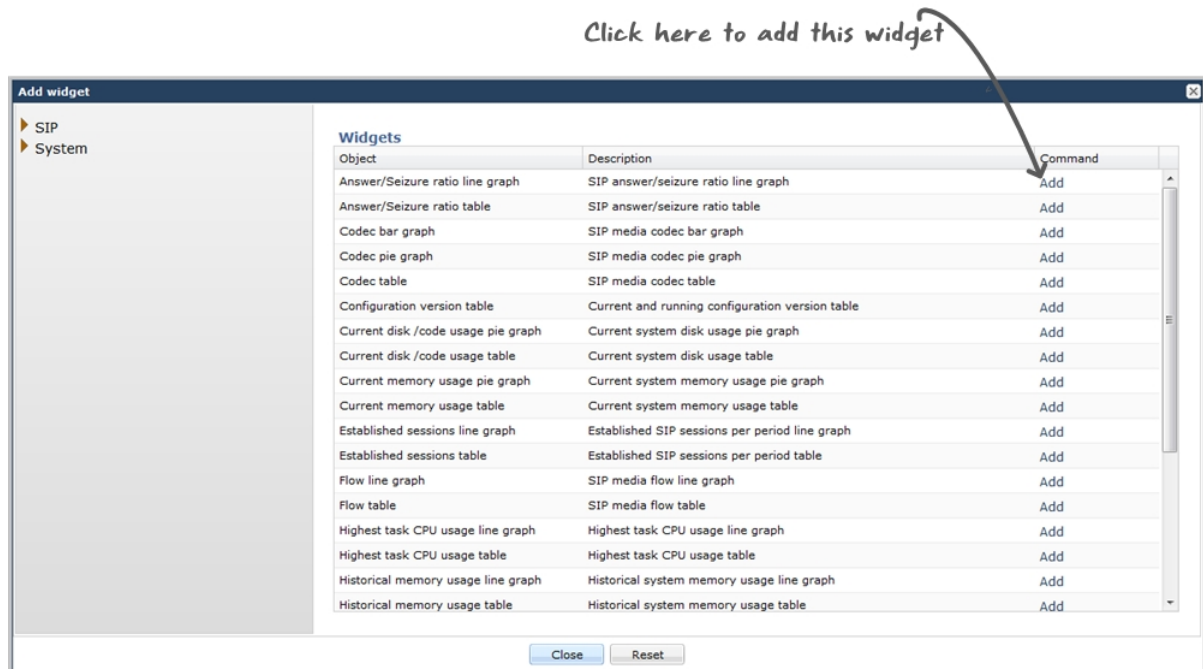 Click here to add this widget
Add widget
SIP
System
Widgets
Object Description Command
Answer/Seizure ratio line graph SIP answer/seizure ratio line graph Add
Answer/Seizure ratio table SIP answer/seizure ratio table Add
Codec bar graph SIP media codec bar graph Add
Codec pie graph SIP media codec pie graph Add
Codec table SIP media codec table Add
Configuration version table Current and running configuration version table Add
Current disk /code usage pie graph Current system disk usage pie graph Add
Current disk /code usage table Current system disk usage table Add
Current memory usage pie graph Current system memory usage pie graph Add
Current memory usage table Current system memory usage table Add
Established sessions line graph Established SIP sessions per period line graph Add
Established sessions table Established SIP sessions per period table Add
Flow line graph SIP media flow line graph Add
Flow table SIP media flow table Add
Highest task CPU usage line graph Highest task CPU usage line graph Add
Highest task CPU usage table Highest task CPU usage table Add
Historical memory usage line graph Historical system memory usage line graph Add
Historical memory usage table Historical system memory usage table Add
Close Reset